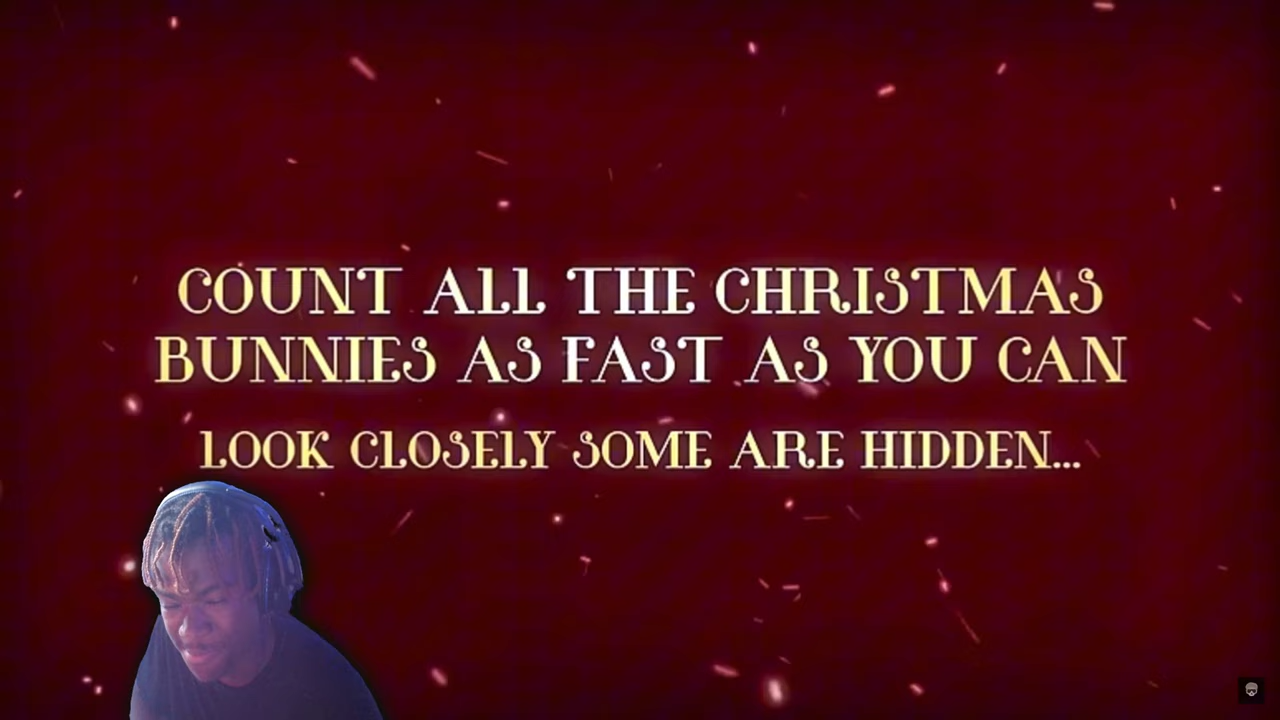 COUNT ALL THE CHRISTMAS
BUNNIES AS FAST AS YOU CAN
LOOK CLOSELY SOME ARE HIDDEN...